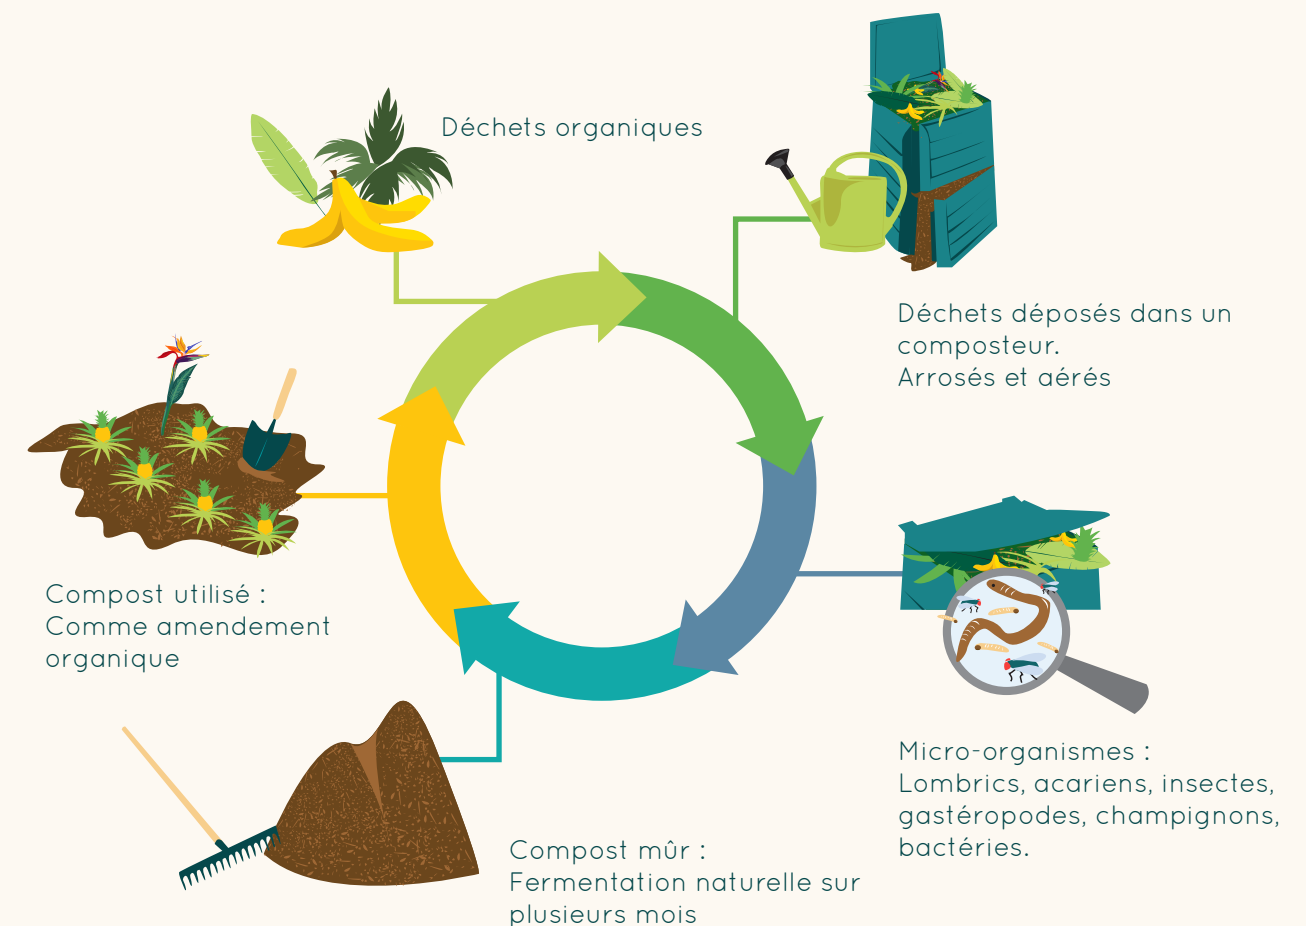 Déchets organiques
Déchets déposés dans un
composteur.
Arrosés et aérés
Micro-organismes :
Lombrics, acariens, insectes,
gastéropodes, champignons,
bactéries.
Compost mûr :
Fermentation naturelle sur
plusieurs mois
Compost utilisé :
Comme amendement
organique